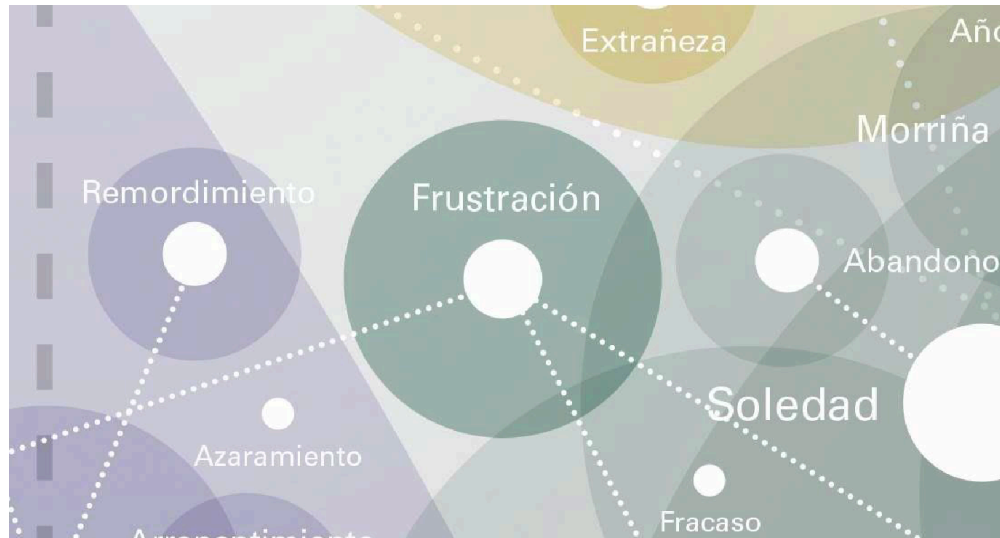 Extrañeza
Morriña
Remordimiento
Frustración
Abandono
Soledad
Azaramiento
Fracaso